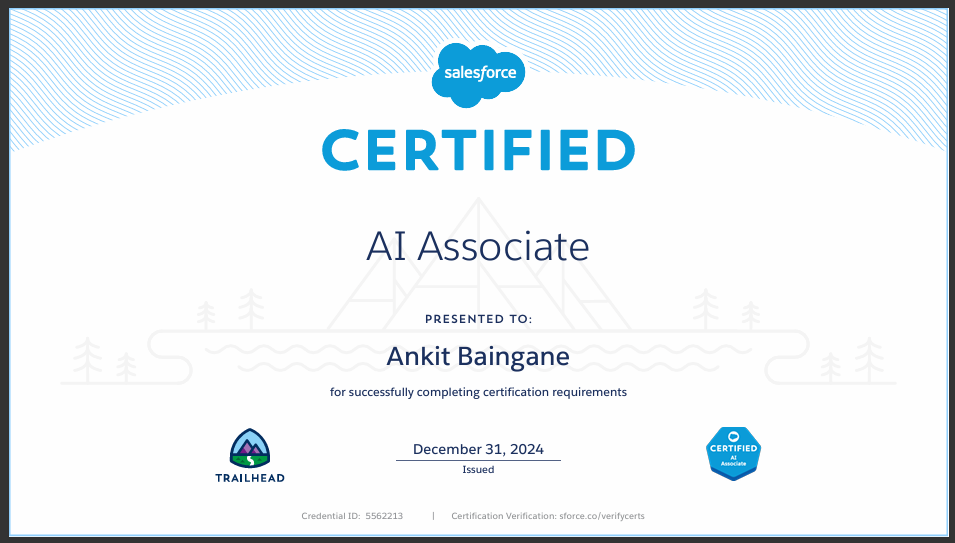 salesforce
CERTIFIED
AI Associate
PRESENTED TO:
Ankit Baingane
for successfully completing certification requirements
TRAILHEAD
December 31, 2024
Issued
CERTIFIED
AI
Associate
Credential ID: 5562213 | Certification Verification: sforce.co/verifycerts